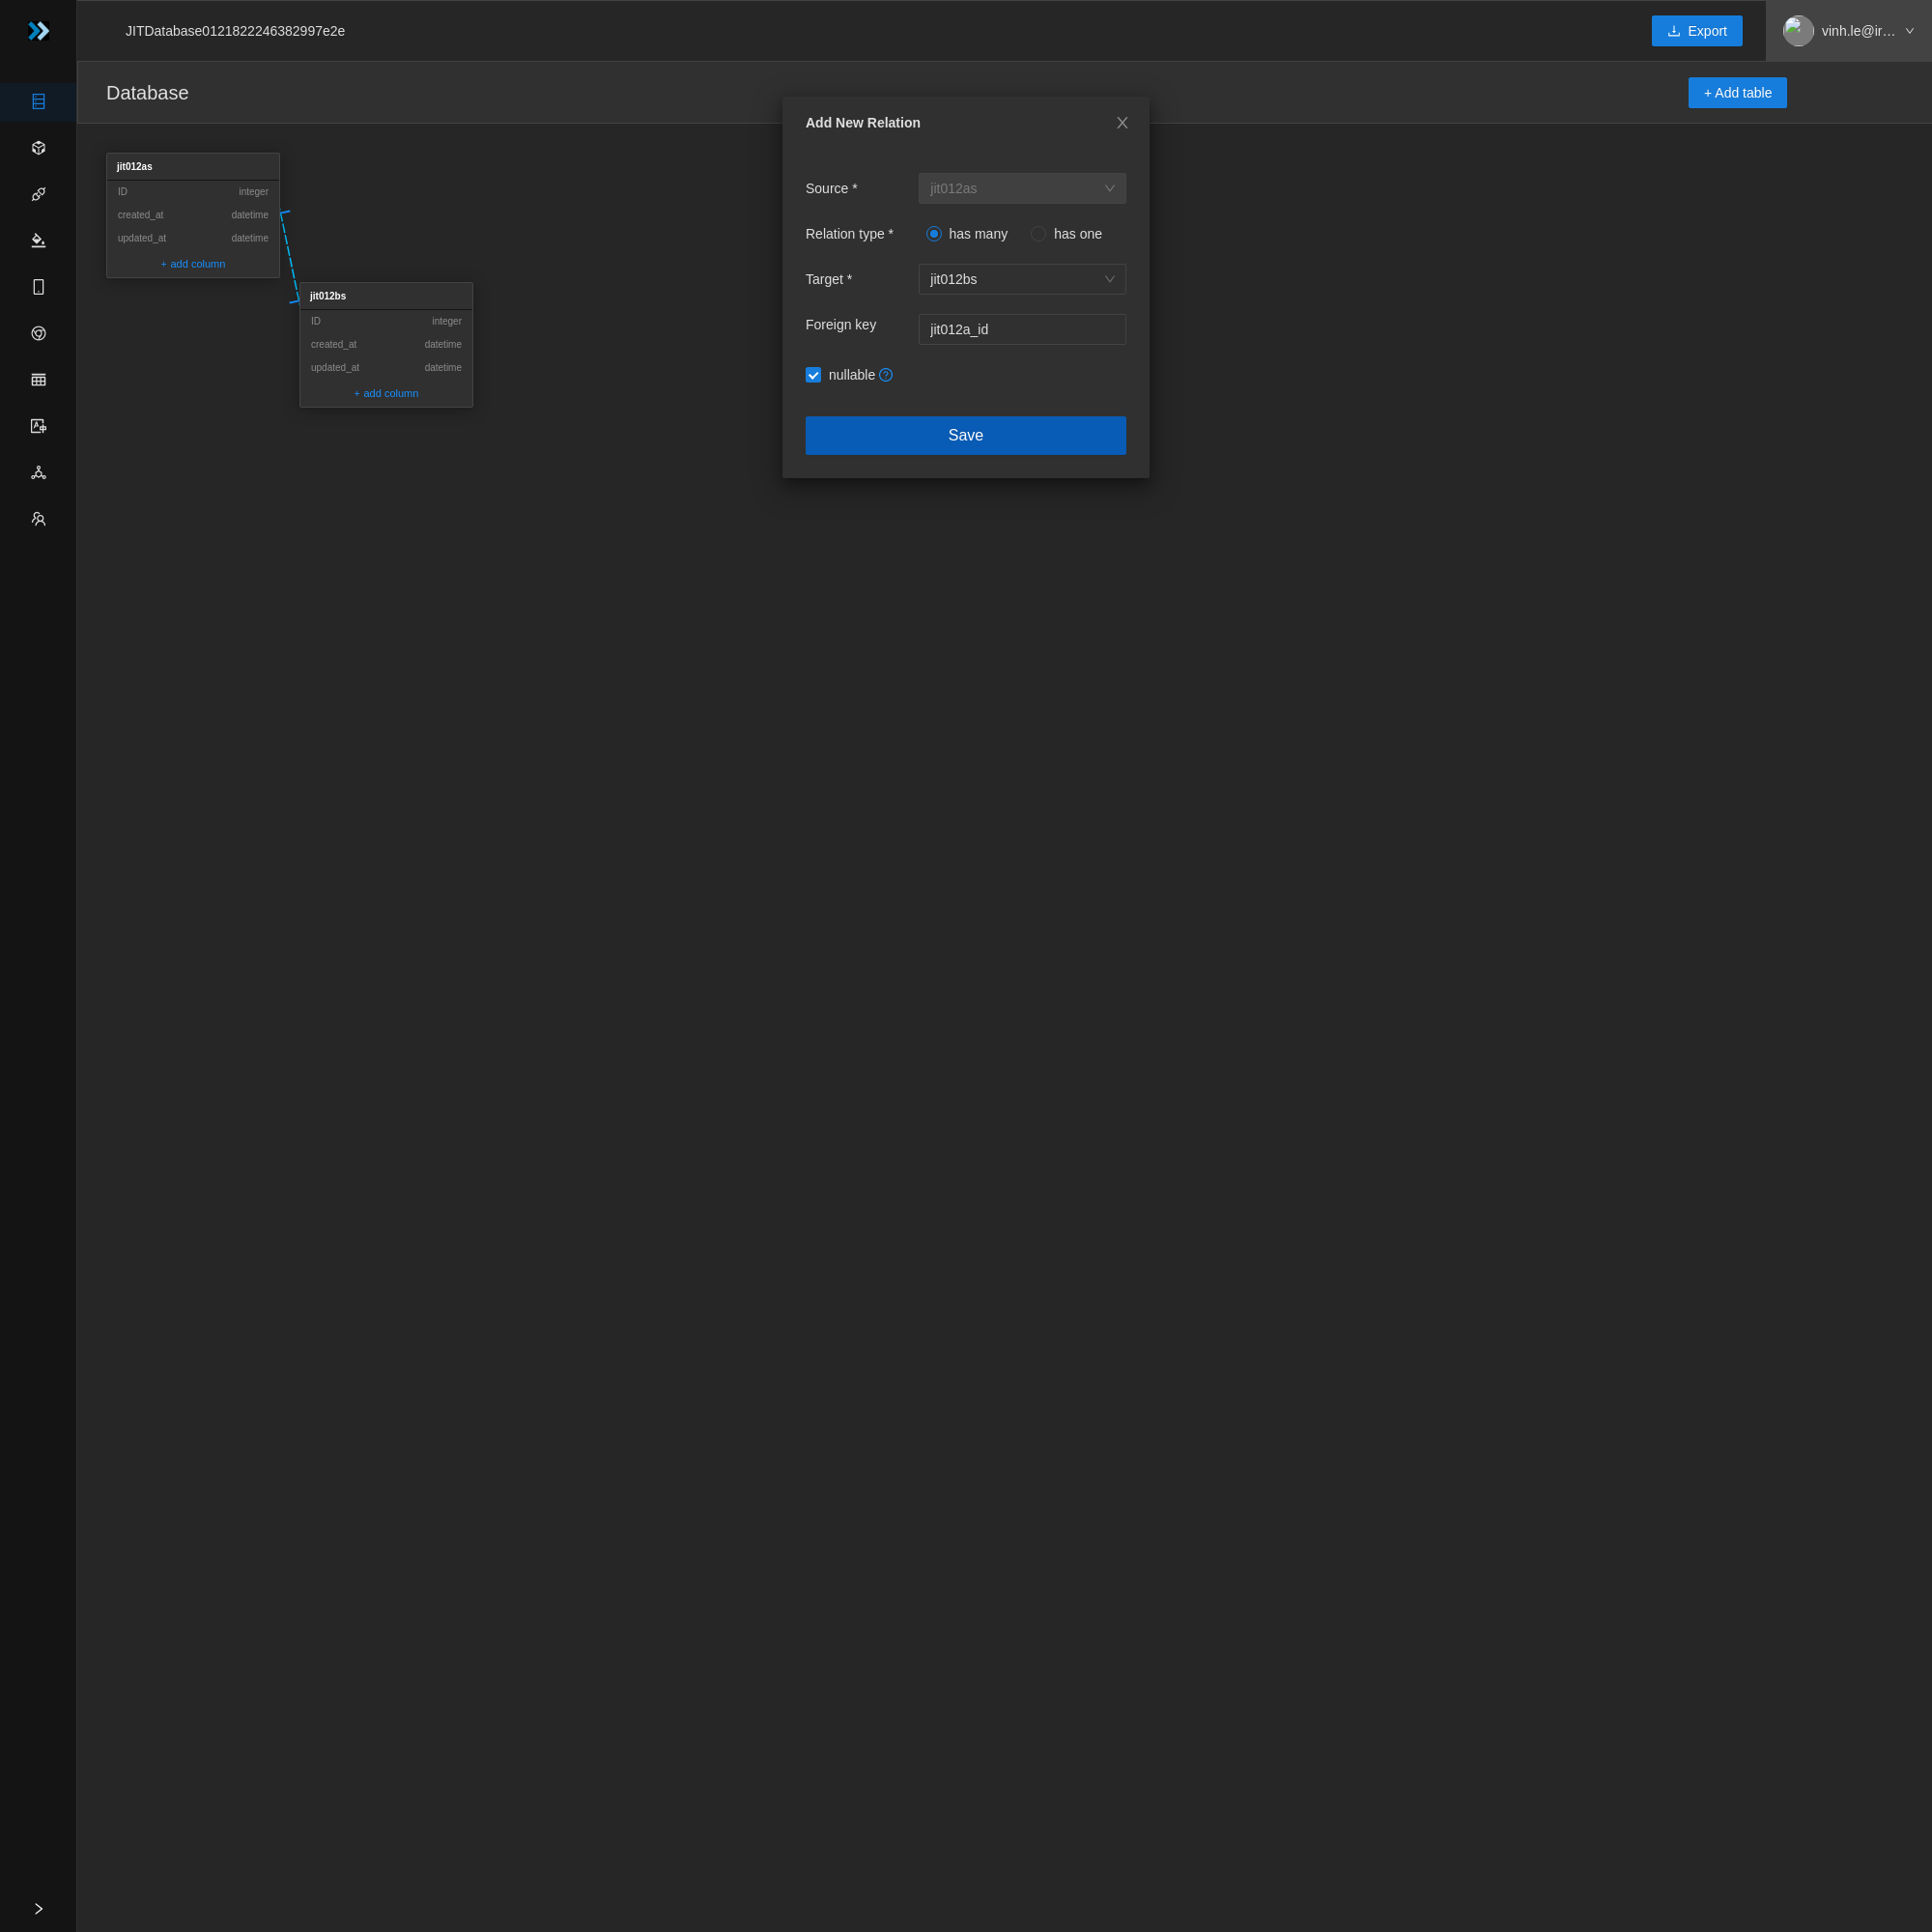 JITDatabase0121822246382997e2e
Export
vinh.le@ir...
Database
+ Add table
jit012as
ID integer
created_at datetime
updated_at datetime
+ add column
jit012bs
ID integer
created_at datetime
updated_at datetime
+ add column
Add New Relation
Source * jit012as
Relation type * has many has one
Target * jit012bs
Foreign key jit012a_id
nullable
Save